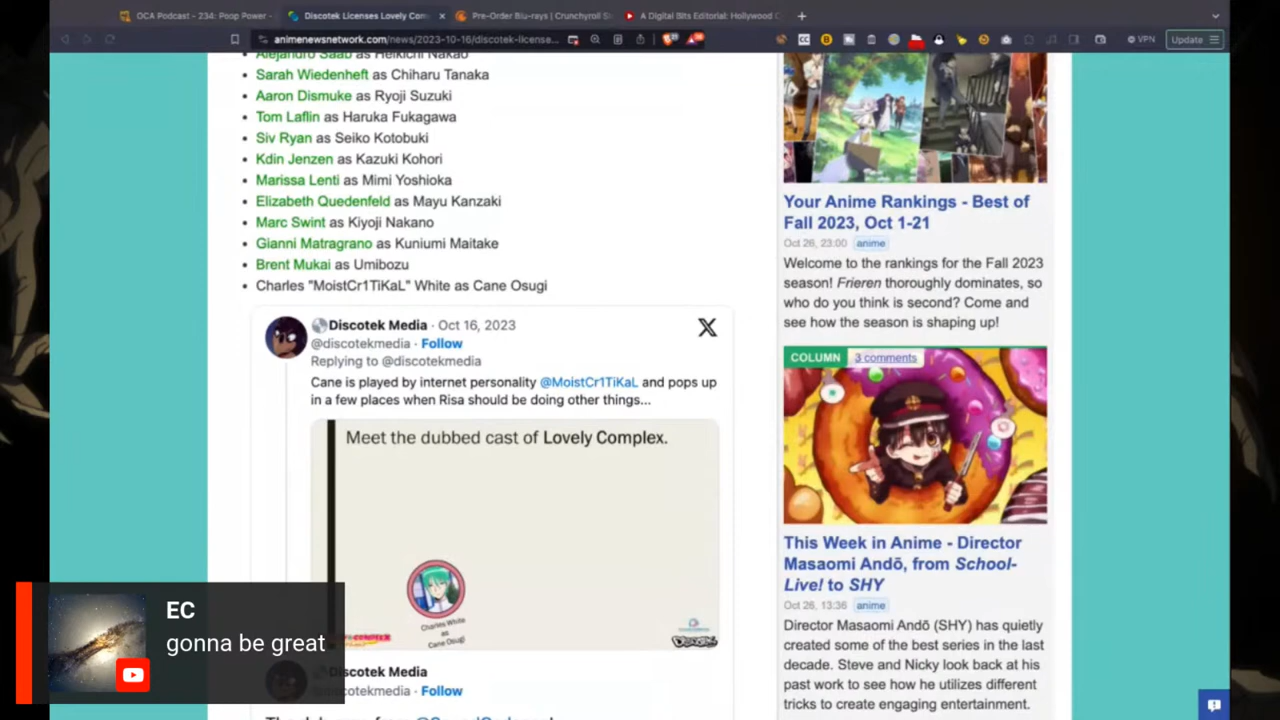 OCA Podcast - 234: Poop Power -
Discotek Licenses Lovely Com
Pre-Order Blu-rays | Crunchyroll S
A Digital Bits Editorial: Hollywood
animenewsnetwork.com/news/2023-10-16/discotek-license...
VPN
Update
Alejandro Saab as Heikichi Nakao
Sarah Wiedenheft as Chiharu Tanaka
Aaron Dismuke as Ryoji Suzuki
Tom Laflin as Haruka Fukagawa
Siv Ryan as Seiko Kotobuki
Kdin Jenzen as Kazuki Kohori
Marissa Lenti as Mimi Yoshioka
Elizabeth Quedenfeld as Mayu Kanzaki
Marc Swint as Kiyoji Nakano
Gianni Matragrano as Kuniumi Maitake
Brent Mukai as Umibozu
Charles "MoistCr1TiKaL" White as Cane Osugi
Discotek Media · Oct 16, 2023
@discotekmedia · Follow
Replying to @discotekmedia
Cane is played by internet personality @MoistCr1TiKaL and pops up
in a few places when Risa should be doing other things...
Meet the dubbed cast of Lovely Complex.
Charles White
as
Cane Osugi
DISCOTEK
Discotek Media
@discotekmedia · Follow
Your Anime Rankings - Best of
Fall 2023, Oct 1-21
Oct 26, 23:00 anime
Welcome to the rankings for the Fall 2023
season! Frieren thoroughly dominates, so
who do you think is second? Come and
see how the season is shaping up!
COLUMN 3 comments
This Week in Anime - Director
Masaomi Andō, from School-
Live! to SHY
Oct 26, 13:36 anime
Director Masaomi Andō (SHY) has quietly
created some of the best series in the last
decade. Steve and Nicky look back at his
past work to see how he utilizes different
tricks to create engaging entertainment.
EC
gonna be great